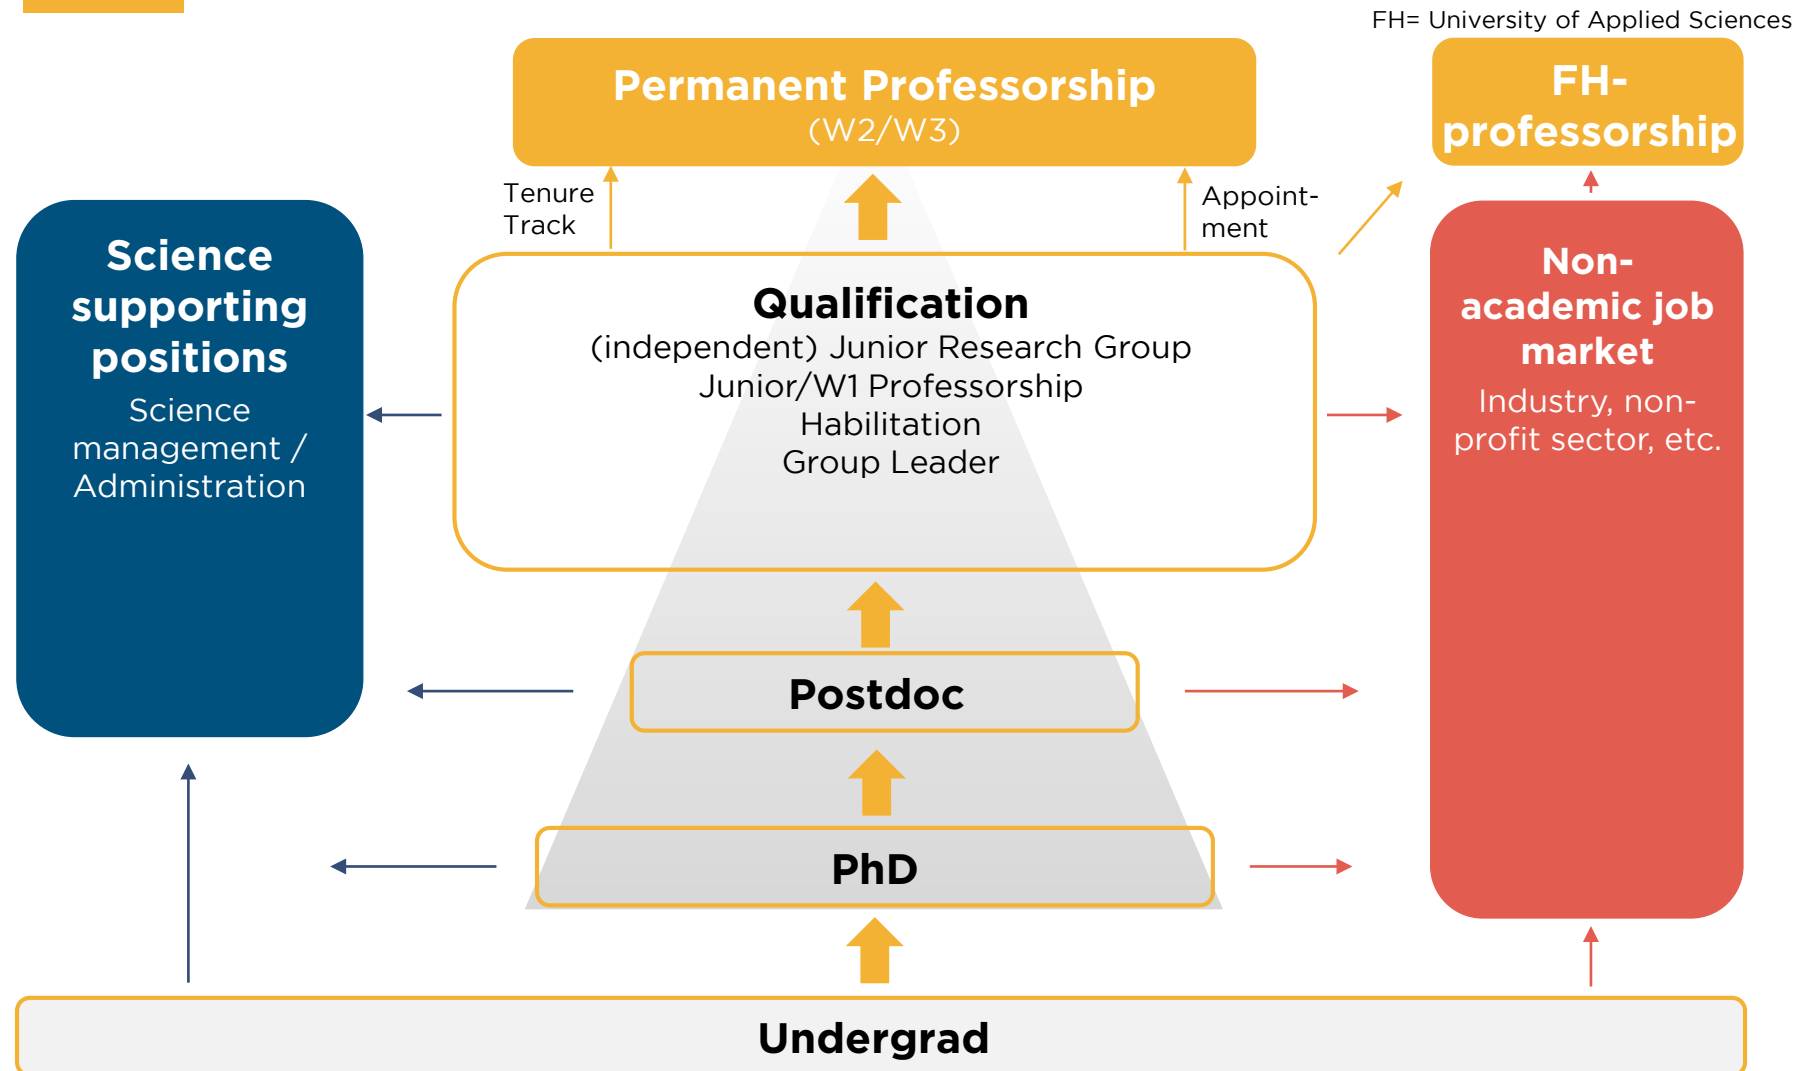 FH= University of Applied Sciences
Permanent Professorship
(W2/W3)
FH-
professorship
Tenure
Track
Appoint-
ment
Science
supporting
positions
Science
management /
Administration
Qualification
(independent) Junior Research Group
Junior/W1 Professorship
Habilitation
Group Leader
Non-
academic job
market
Industry, non-
profit sector, etc.
Postdoc
PhD
Undergrad